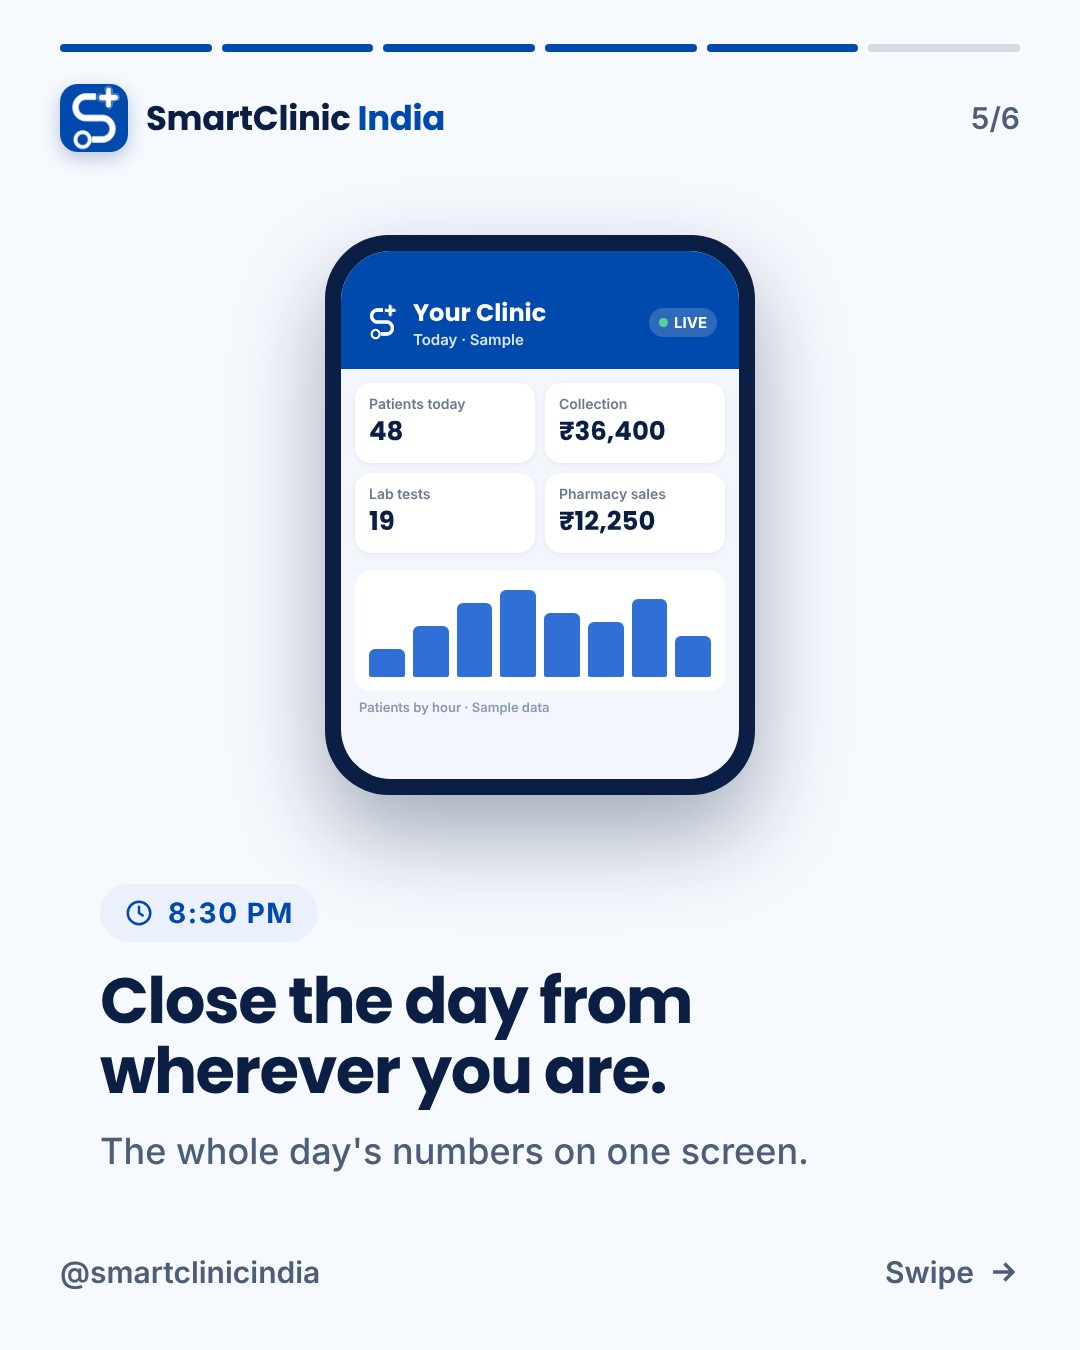 SmartClinic India
5/6
Your Clinic
Today · Sample
LIVE
Patients today
48
Collection
₹36,400
Lab tests
19
Pharmacy sales
₹12,250
Patients by hour · Sample data
8:30 PM
Close the day from
wherever you are.
The whole day's numbers on one screen.
@smartclinicindia
Swipe →